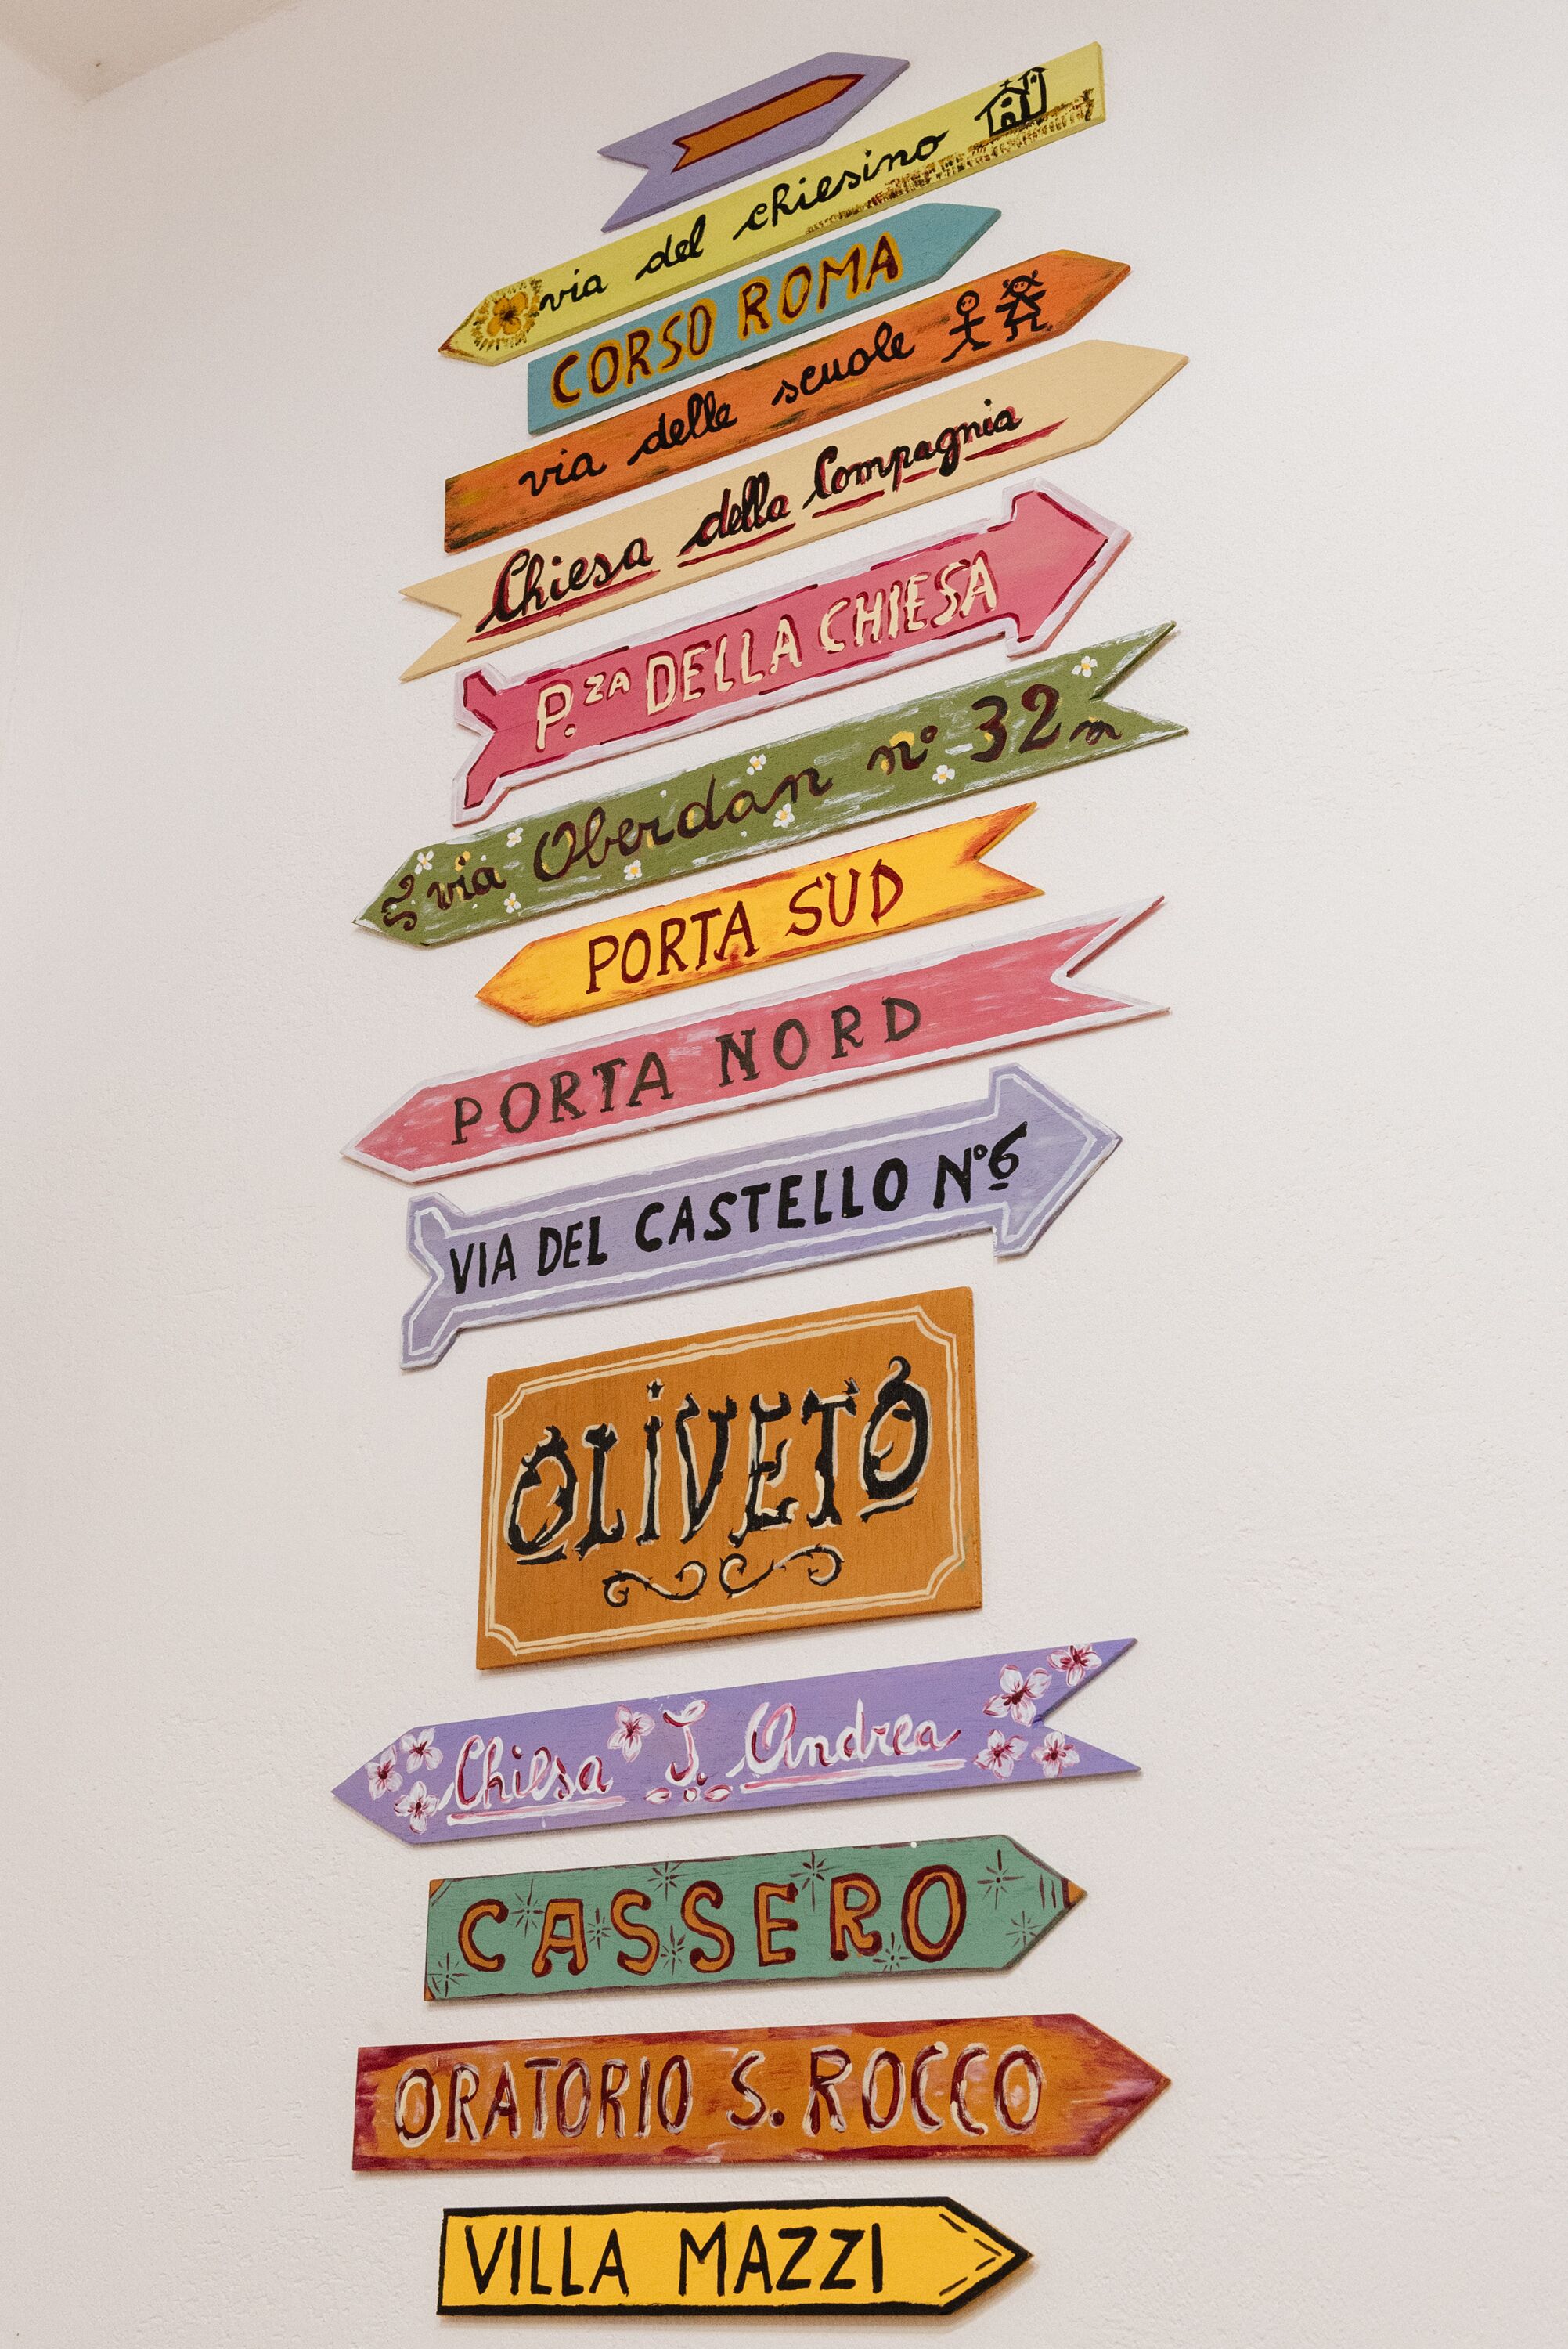 via del chiesino
CORSO ROMA
via delle scuole
Chiesa della Compagnia
P.ZA DELLA CHIESA
via Oberdan n° 32
PORTA SUD
PORTA NORD
VIA DEL CASTELLO N°6
OLIVETO
Chiesa S. Andrea
CASSERO
ORATORIO S. ROCCO
VILLA MAZZI